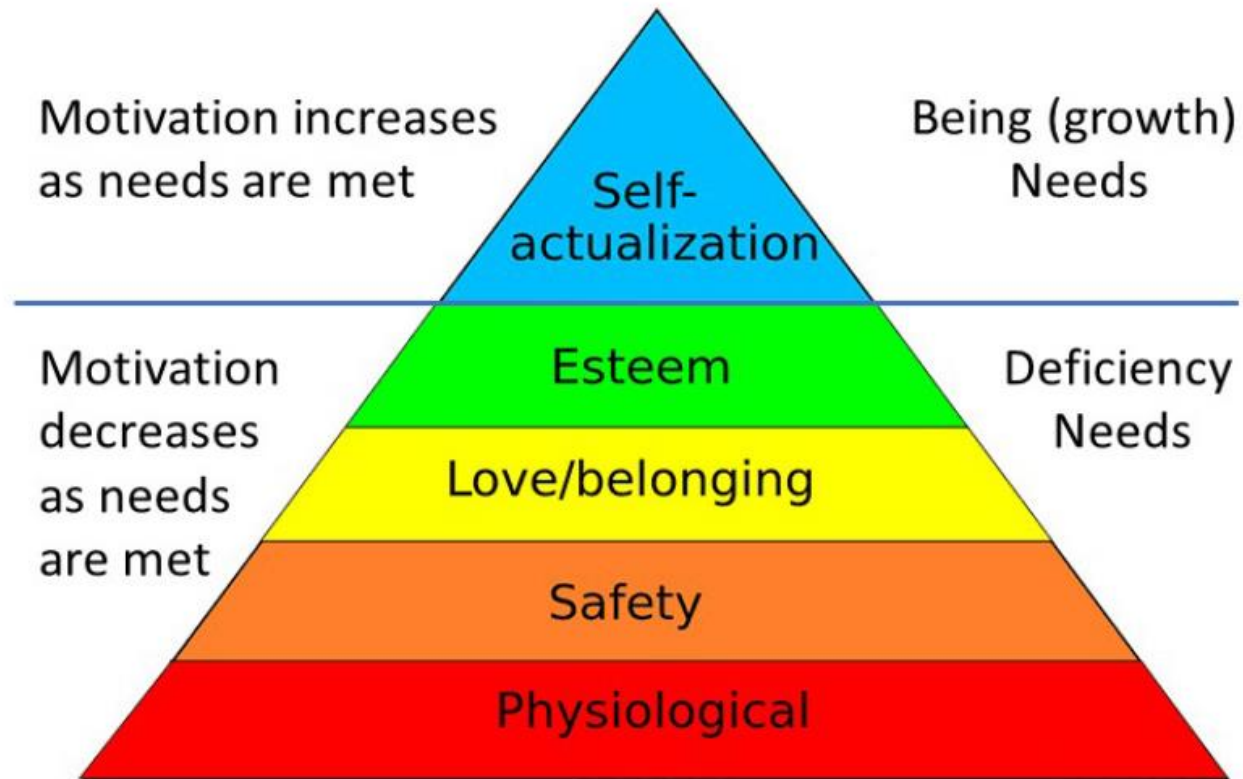 Motivation increases
as needs are met
Being (growth)
Needs
Self-
actualization
Motivation
decreases
as needs
are met
Esteem
Deficiency
Needs
Love/belonging
Safety
Physiological